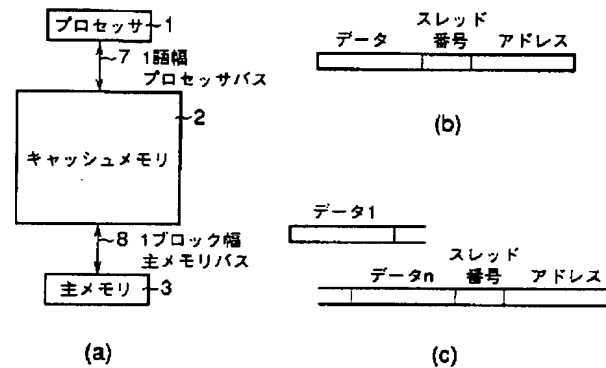 プロセッサ 1
7 1語幅
プロセッサバス
2
キャッシュメモリ
8 1ブロック幅
主メモリバス
主メモリ 3
(a)
スレッド
データ 番号 アドレス
(b)
データ1
スレッド
データn 番号 アドレス
(c)